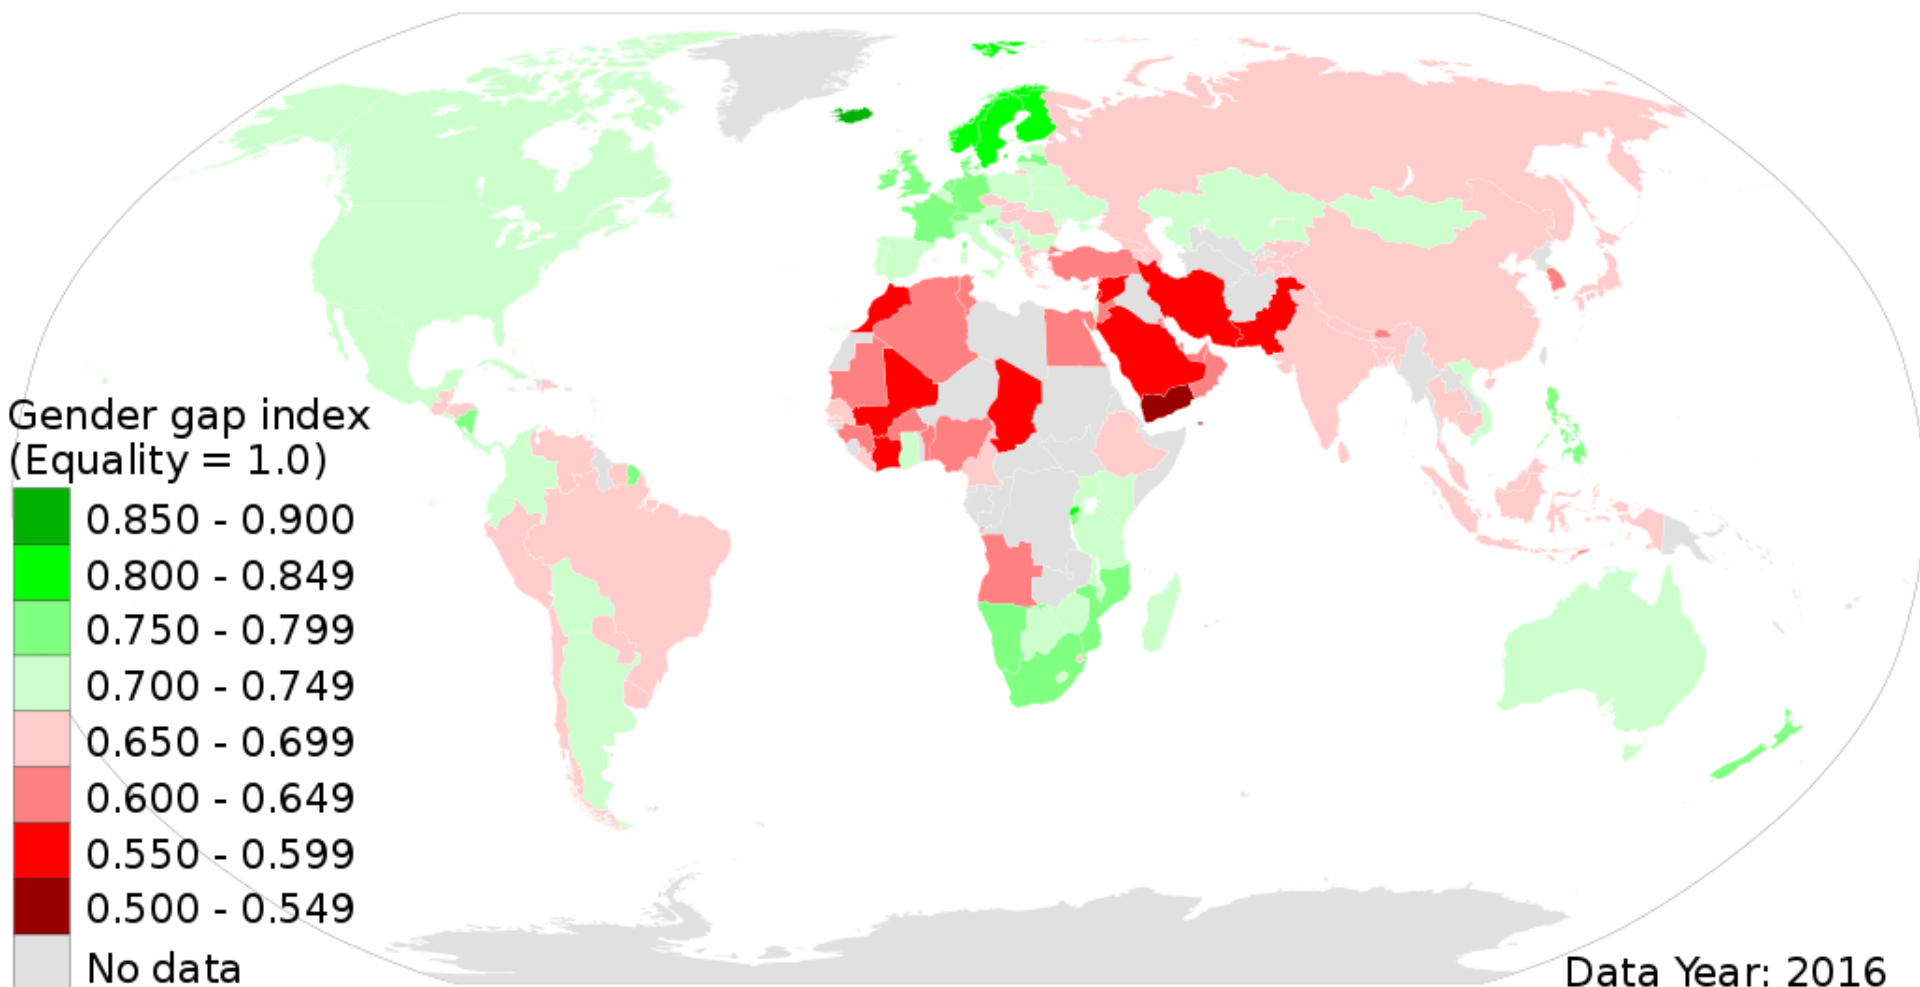 Gender gap index
(Equality = 1.0)
0.850 - 0.900
0.800 - 0.849
0.750 - 0.799
0.700 - 0.749
0.650 - 0.699
0.600 - 0.649
0.550 - 0.599
0.500 - 0.549
No data
Data Year: 2016